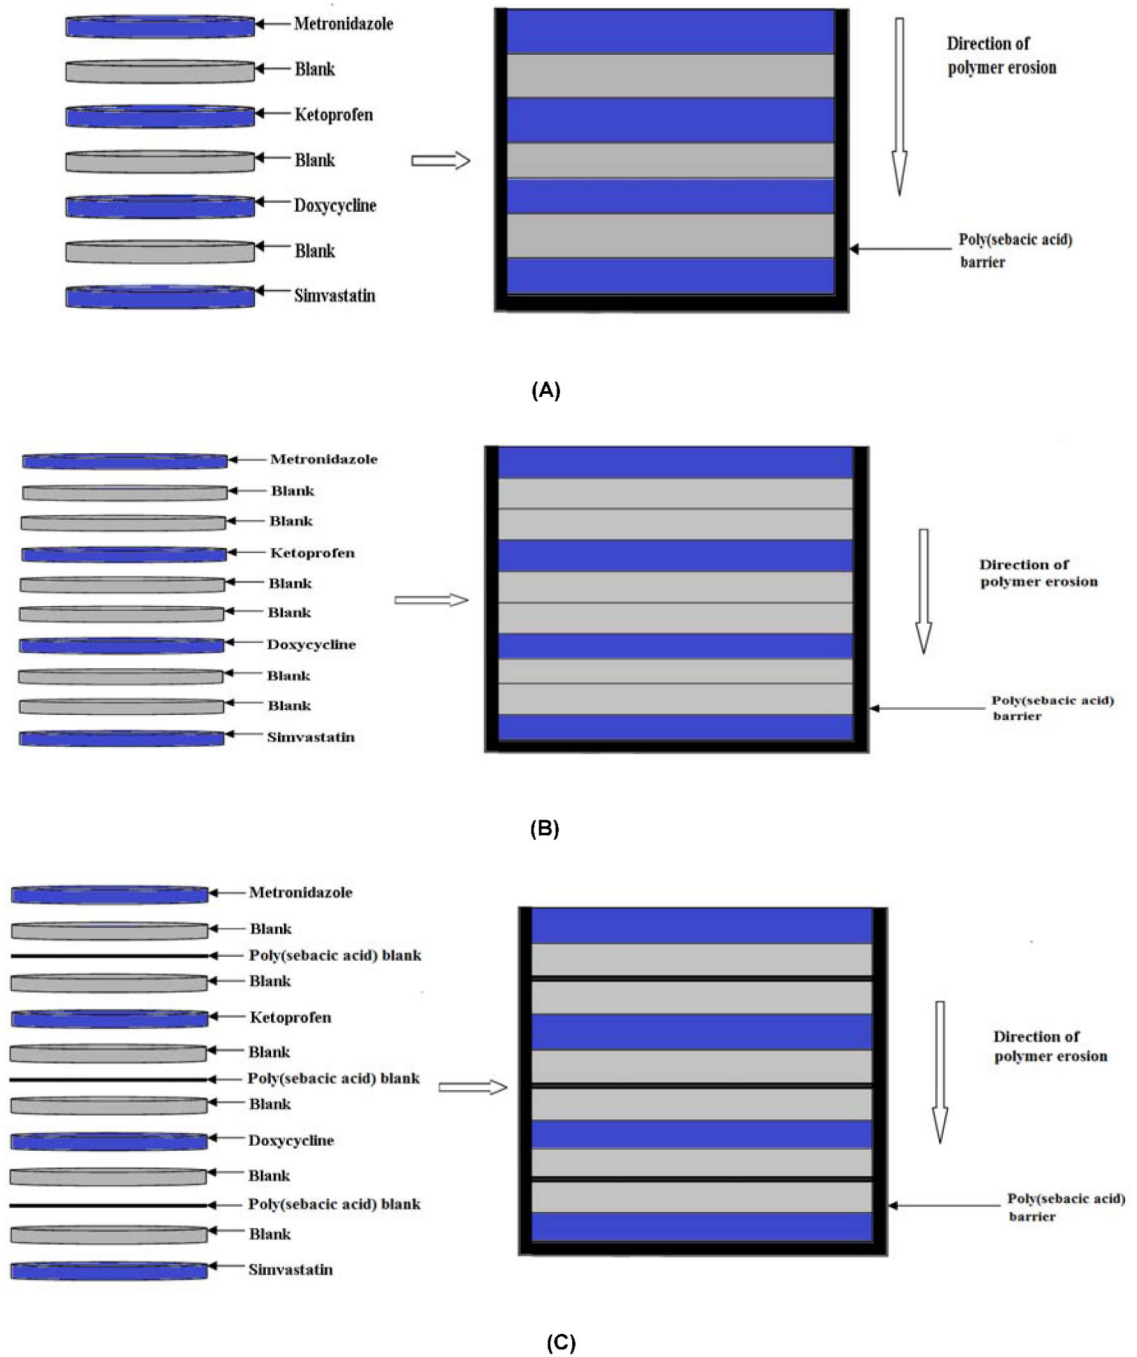 Metronidazole
Blank
Ketoprofen
Blank
Doxycycline
Blank
Simvastatin
Direction of
polymer erosion
Poly(sebacic acid)
barrier
(A)
Metronidazole
Blank
Blank
Ketoprofen
Blank
Blank
Doxycycline
Blank
Blank
Simvastatin
Direction of
polymer erosion
Poly(sebacic acid)
barrier
(B)
Metronidazole
Blank
Poly(sebacic acid) blank
Blank
Ketoprofen
Blank
Poly(sebacic acid) blank
Blank
Doxycycline
Blank
Poly(sebacic acid) blank
Blank
Simvastatin
Direction of
polymer erosion
Poly(sebacic acid)
barrier
(C)